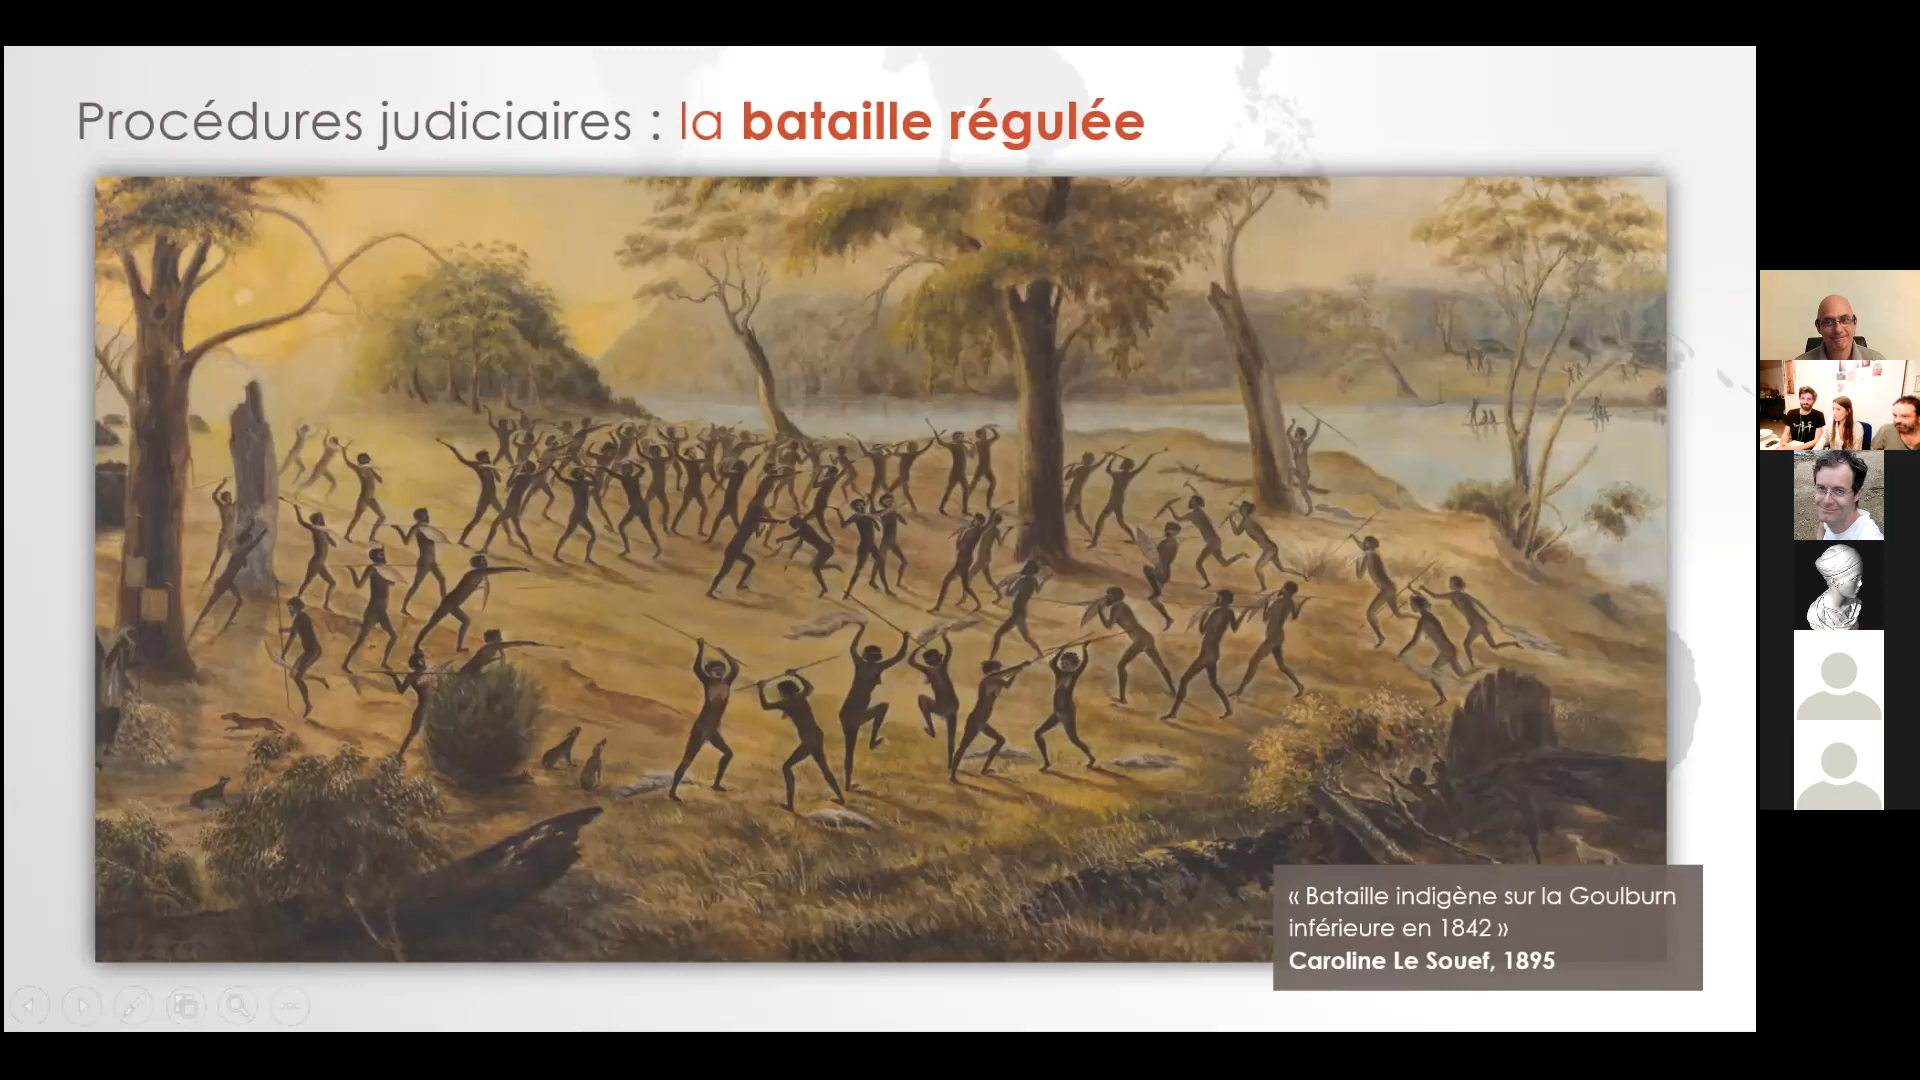 Procédures judiciaires : la bataille régulée
« Bataille indigène sur la Goulburn
inférieure en 1842 »
Caroline Le Souef, 1895